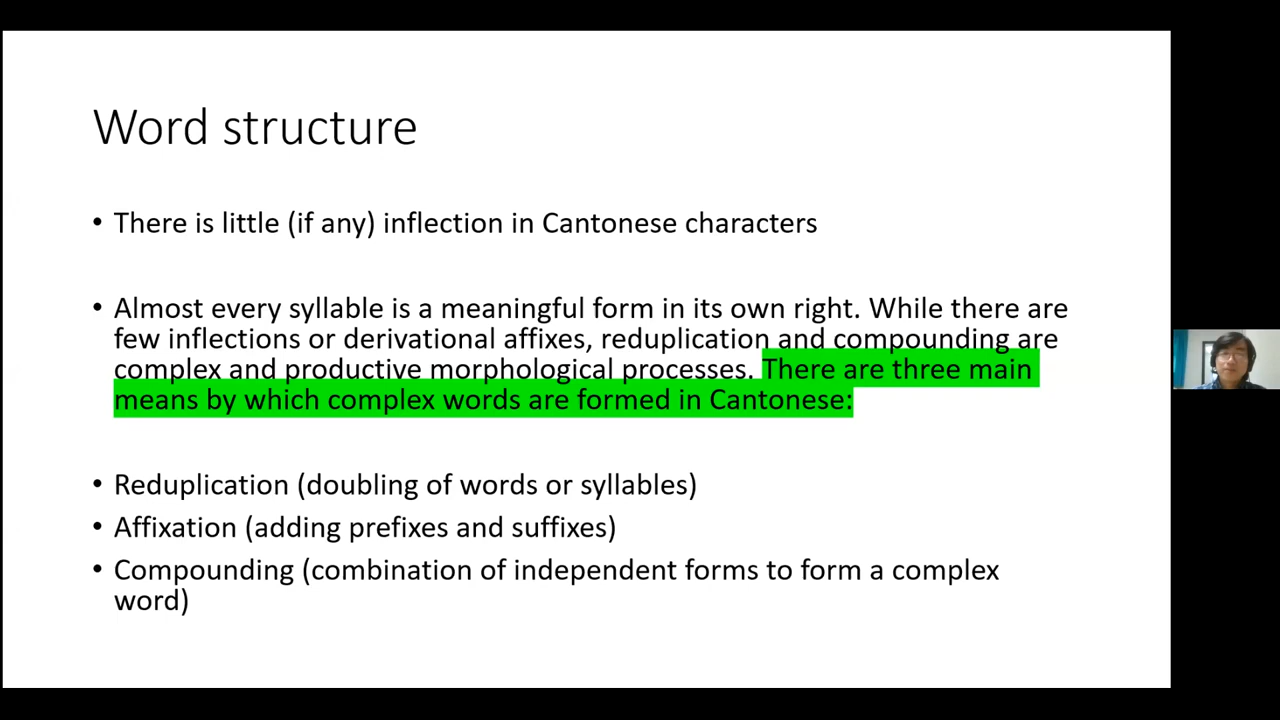 Word structure
• There is little (if any) inflection in Cantonese characters
• Almost every syllable is a meaningful form in its own right. While there are
few inflections or derivational affixes, reduplication and compounding are
complex and productive morphological processes. There are three main
means by which complex words are formed in Cantonese:
• Reduplication (doubling of words or syllables)
• Affixation (adding prefixes and suffixes)
• Compounding (combination of independent forms to form a complex
word)